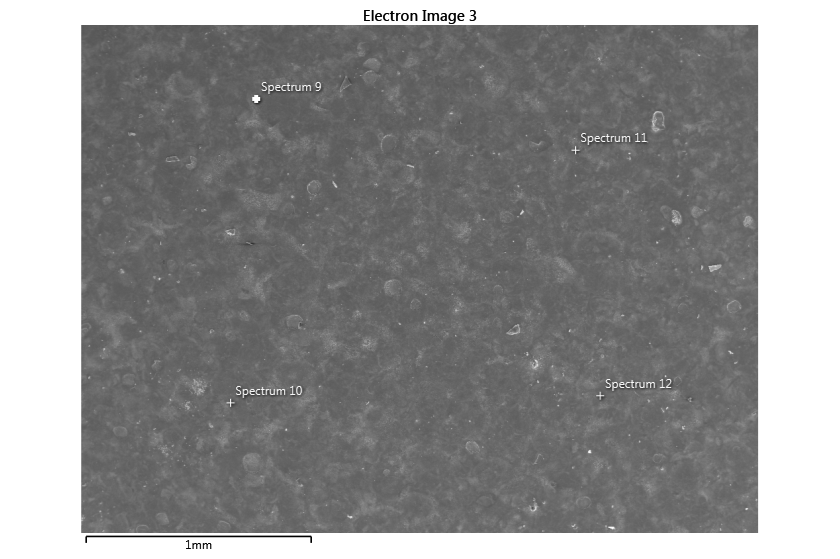 Electron Image 3
Spectrum 9
Spectrum 11
Spectrum 12
Spectrum 10
1mm